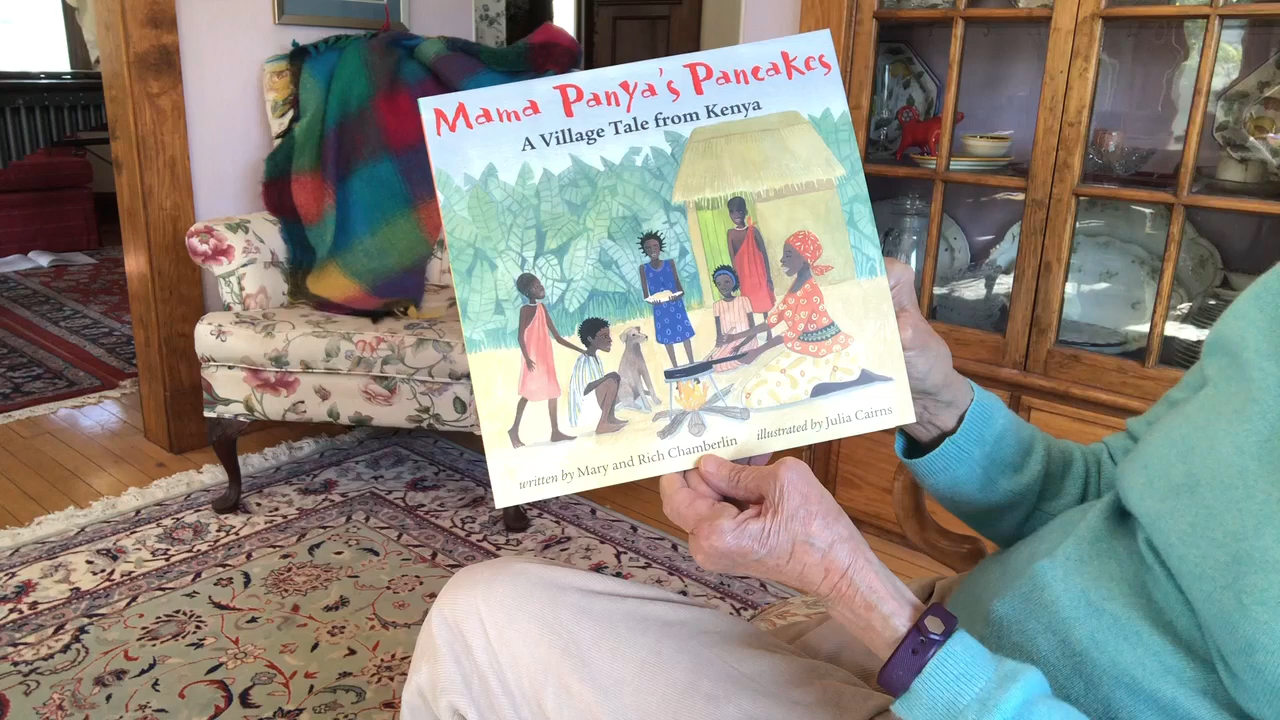 Mama Panya's Pancakes
A Village Tale from Kenya
written by Mary and Rich Chamberlin illustrated by Julia Cairns